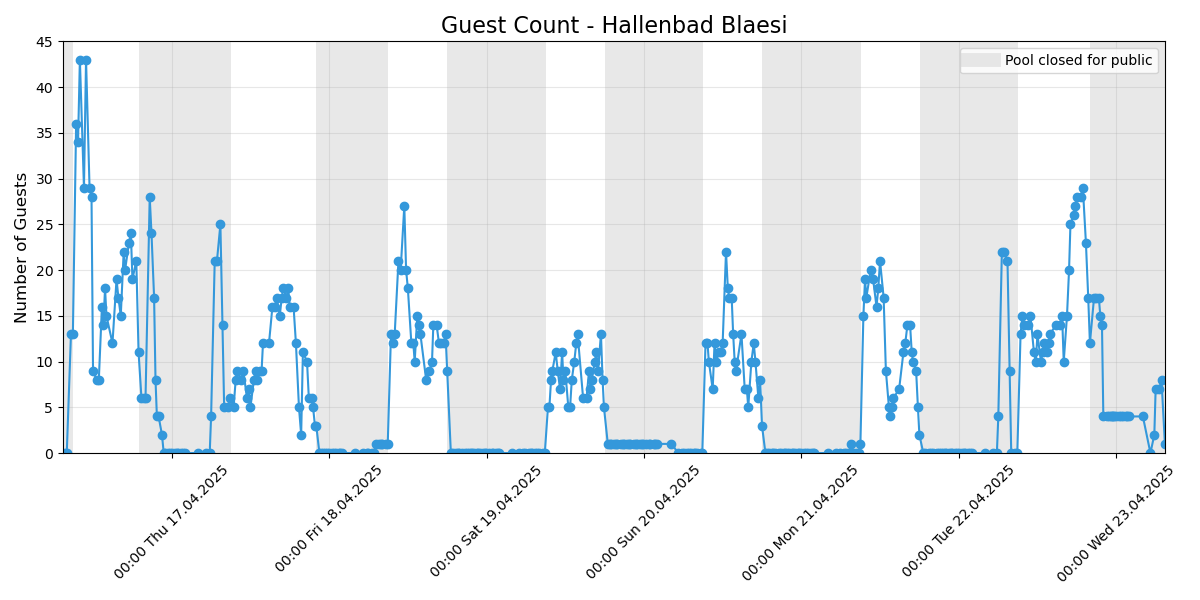 Guest Count - Hallenbad Blaesi
Pool closed for public
Number of Guests
45
40
35
30
25
20
15
10
5
0
00:00 Thu 17.04.2025
00:00 Fri 18.04.2025
00:00 Sat 19.04.2025
00:00 Sun 20.04.2025
00:00 Mon 21.04.2025
00:00 Tue 22.04.2025
00:00 Wed 23.04.2025